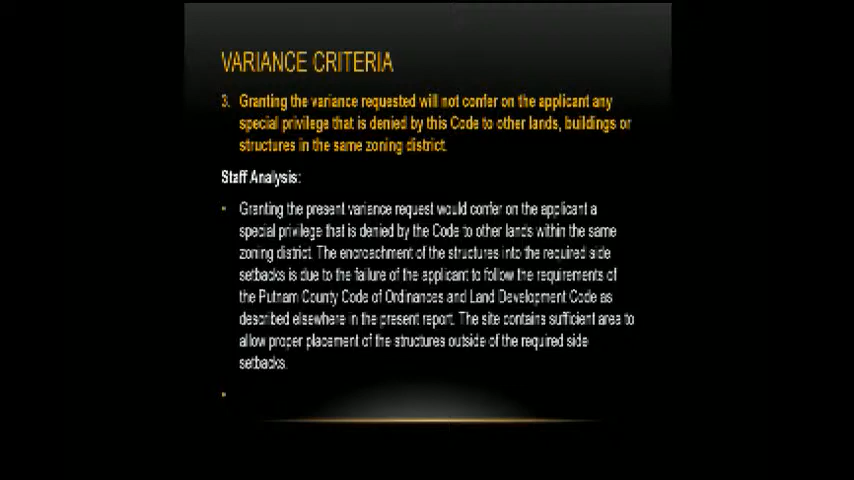 VARIANCE CRITERIA
3. Granting the variance requested will not confer on the applicant any
special privilege that is denied by this Code to other lands, buildings or
structures in the same zoning district.
Staff Analysis:
• Granting the present variance request would confer on the applicant a
special privilege that is denied by the Code to other lands within the same
zoning district. The encroachment of the structures into the required side
setbacks is due to the failure of the applicant to follow the requirements of
the Putnam County Code of Ordinances and Land Development Code as
described elsewhere in the present report. The site contains sufficient area to
allow proper placement of the structures outside of the required side
setbacks.
•